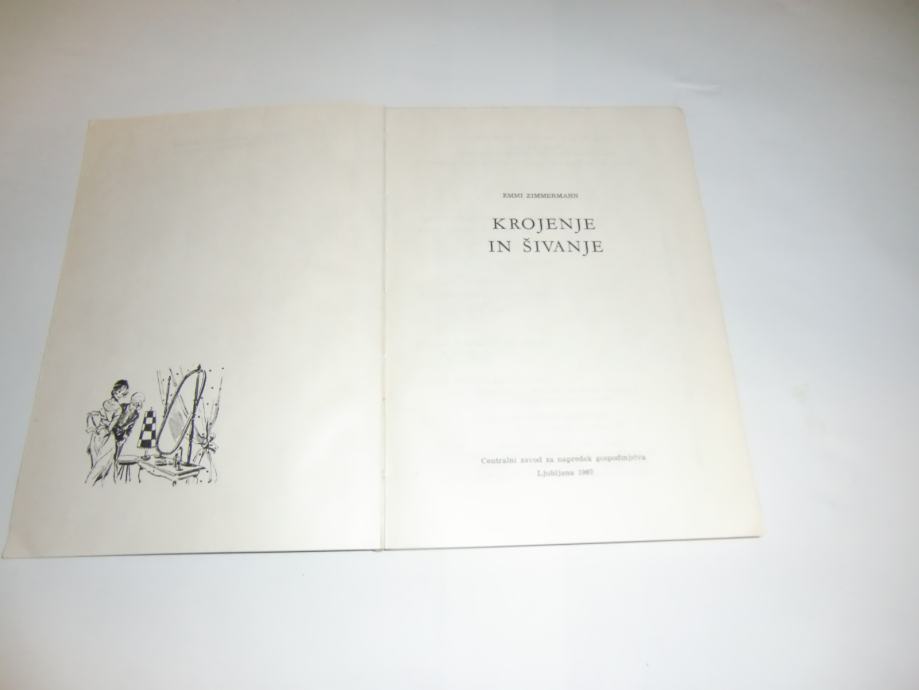 EMMI ZIMMERMANN
KROJENJE
IN ŠIVANJE
Centralni zavod za napredek gospodinjstva
Ljubljana